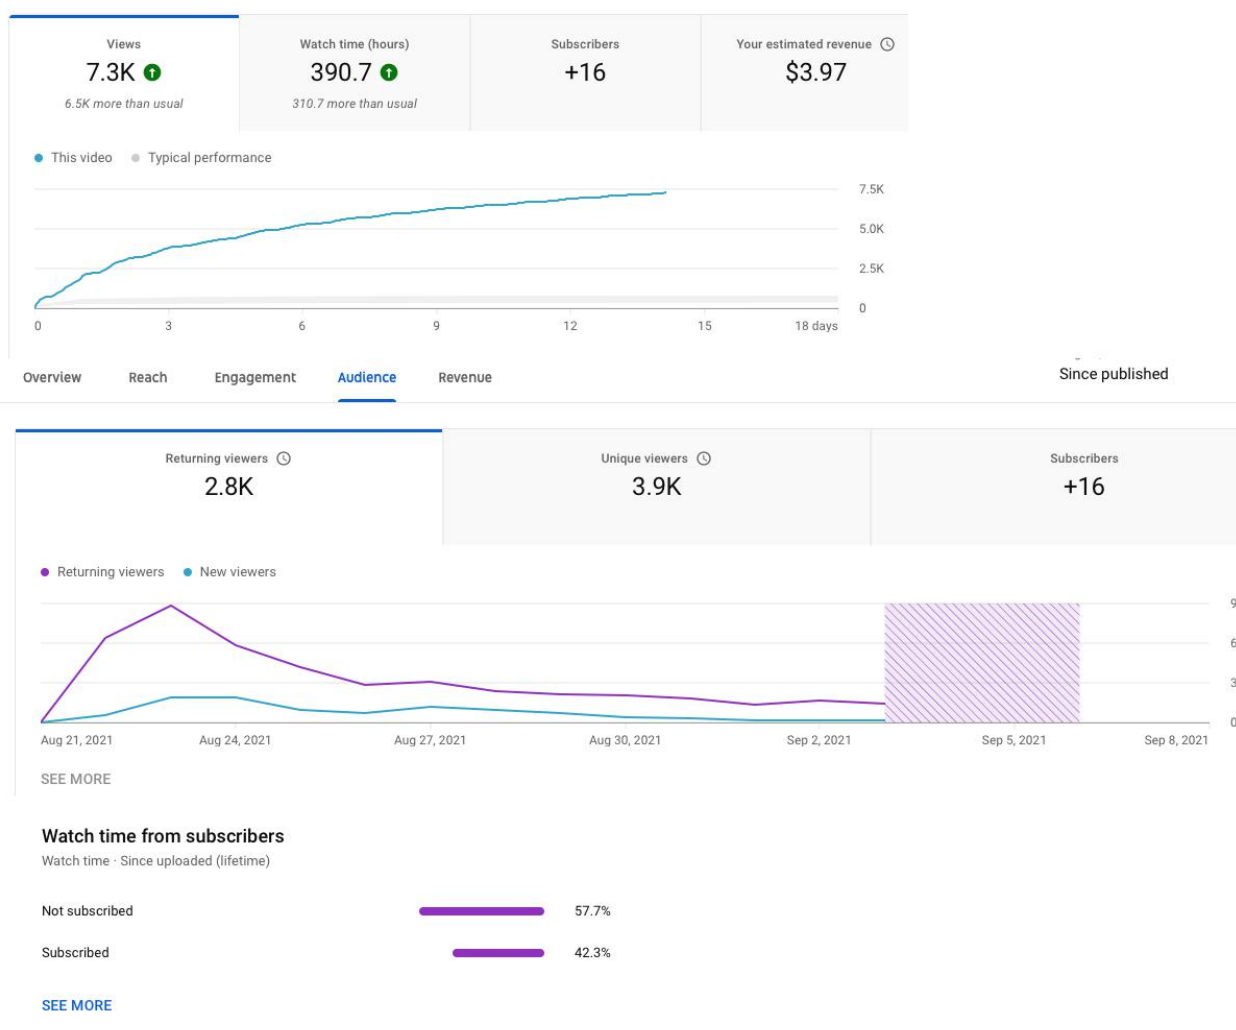 Views
7.3K
6.5K more than usual
Watch time (hours)
390.7
310.7 more than usual
Subscribers
+16
Your estimated revenue
$3.97
This video
Typical performance
7.5K
5.0K
2.5K
0
0 3 6 9 12 15 18 days
Overview Reach Engagement Audience Revenue
Since published
Returning viewers
2.8K
Unique viewers
3.9K
Subscribers
+16
Returning viewers
New viewers
9
6
3
0
Aug 21, 2021 Aug 24, 2021 Aug 27, 2021 Aug 30, 2021 Sep 2, 2021 Sep 5, 2021 Sep 8, 2021
SEE MORE
Watch time from subscribers
Watch time · Since uploaded (lifetime)
Not subscribed 57.7%
Subscribed 42.3%
SEE MORE